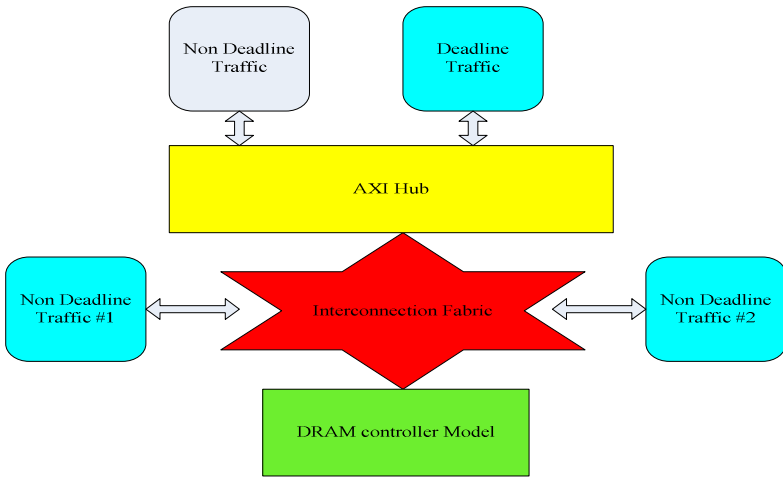 Non Deadline
Traffic
Deadline
Traffic
AXI Hub
Non Deadline
Traffic #1
Interconnection Fabric
Non Deadline
Traffic #2
DRAM controller Model